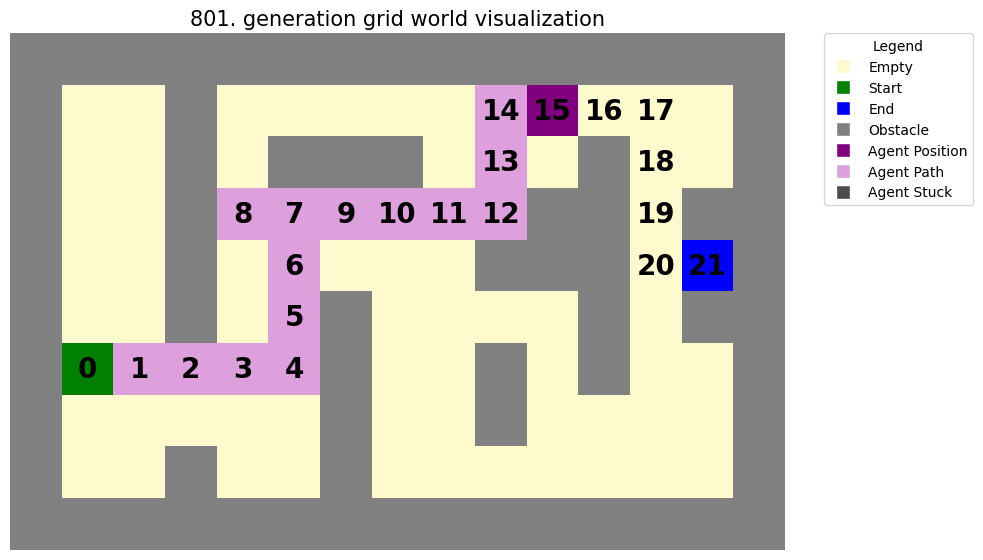 801. generation grid world visualization
Legend
Empty
Start
End
Obstacle
Agent Position
Agent Path
Agent Stuck
14 15 16 17
13 18
8 7 9 10 11 12 19
6 20 21
5
0 1 2 3 4